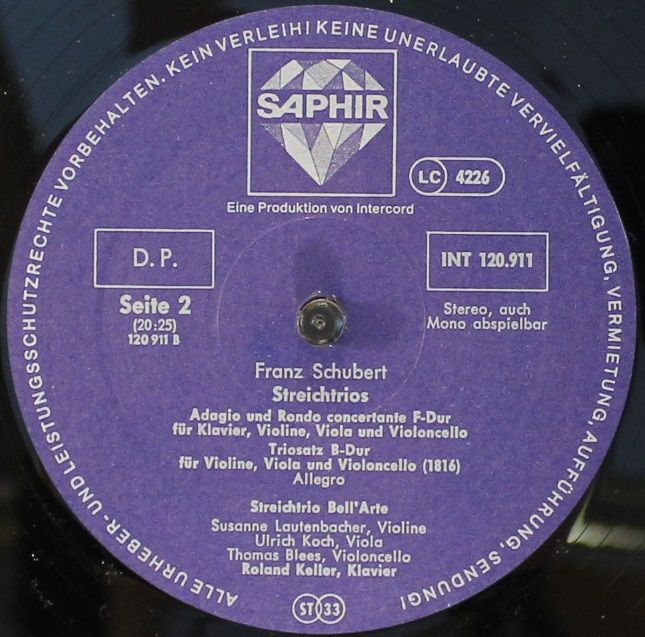 ALLE URHEBER- UND LEISTUNGSSCHUTZRECHTE VORBEHALTEN. KEIN VERLEIH! KEINE UNERLAUBTE VERVIELFÄLTIGUNG, VERMIETUNG, AUFFÜHRUNG, SENDUNG!
SAPHIR
LC 4226
Eine Produktion von Intercord
D. P.
INT 120.911
Seite 2
(20:25)
120 911 B
Stereo, auch
Mono abspielbar
Franz Schubert
Streichtrios
Adagio und Rondo concertante F-Dur
für Klavier, Violine, Viola und Violoncello
Triosatz B-Dur
für Violine, Viola und Violoncello (1816)
Allegro
Streichtrio Bell'Arte
Susanne Lautenbacher, Violine
Ulrich Koch, Viola
Thomas Blees, Violoncello
Roland Keller, Klavier
ST 33